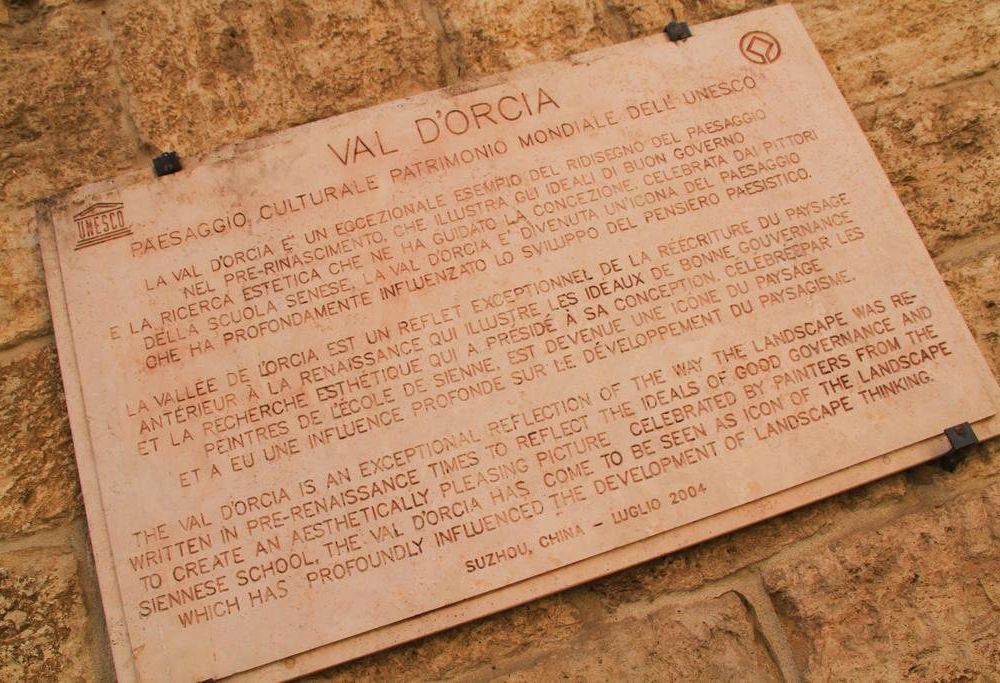 VAL D'ORCIA
PAESAGGIO CULTURALE PATRIMONIO MONDIALE DELL'UNESCO
UNESCO
LA VAL D'ORCIA E' UN ECCEZIONALE ESEMPIO DEL RIDISEGNO DEL PAESAGGIO
NEL PRE-RINASCIMENTO, CHE ILLUSTRA GLI IDEALI DI BUON GOVERNO
E LA RICERCA ESTETICA CHE NE HA GUIDATO LA CONCEZIONE. CELEBRATA DAI PITTORI
DELLA SCUOLA SENESE, LA VAL D'ORCIA E' DIVENUTA UN'ICONA DEL PAESAGGIO
CHE HA PROFONDAMENTE INFLUENZATO LO SVILUPPO DEL PENSIERO PAESISTICO.
LA VALLÉE DE L'ORCIA EST UN REFLET EXCEPTIONNEL DE LA RÉÉCRITURE DU PAYSAGE
ANTÉRIEUR À LA RENAISSANCE QUI ILLUSTRE LES IDEAUX DE BONNE GOUVERNANCE
ET LA RECHERCHE ESTHÉTIQUE QUI A PRÉSIDÉ À SA CONCEPTION. CÉLÉBRÉE PAR LES
PEINTRES DE L'ÉCOLE DE SIENNE, EST DEVENUE UNE ICÔNE DU PAYSAGE
ET A EU UNE INFLUENCE PROFONDE SUR LE DÉVELOPPEMENT DU PAYSAGISME.
THE VAL D'ORCIA IS AN EXCEPTIONAL REFLECTION OF THE WAY THE LANDSCAPE WAS RE-
WRITTEN IN PRE-RENAISSANCE TIMES TO REFLECT THE IDEALS OF GOOD GOVERNANCE AND
TO CREATE AN AESTHETICALLY PLEASING PICTURE CELEBRATED BY PAINTERS FROM THE
SIENNESE SCHOOL, THE VAL D'ORCIA HAS COME TO BE SEEN AS ICON OF THE LANDSCAPE
WHICH HAS PROFOUNDLY INFLUENCED THE DEVELOPMENT OF LANDSCAPE THINKING.
SUZHOU, CHINA - LUGLIO 2004